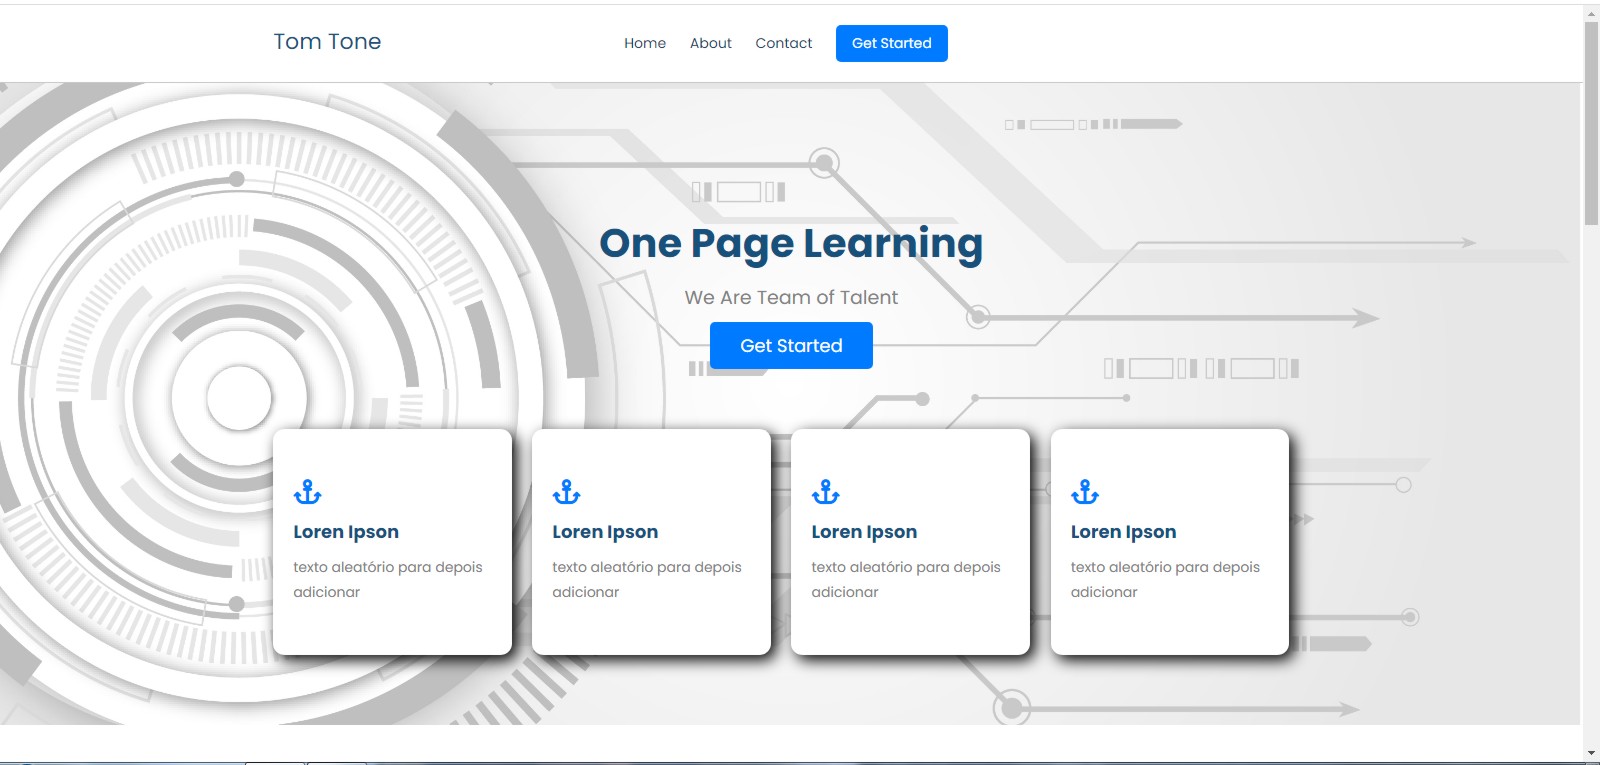 Tom Tone
Home About Contact Get Started
One Page Learning
We Are Team of Talent
Get Started
Loren Ipson
texto aleatório para depois
adicionar
Loren Ipson
texto aleatório para depois
adicionar
Loren Ipson
texto aleatório para depois
adicionar
Loren Ipson
texto aleatório para depois
adicionar